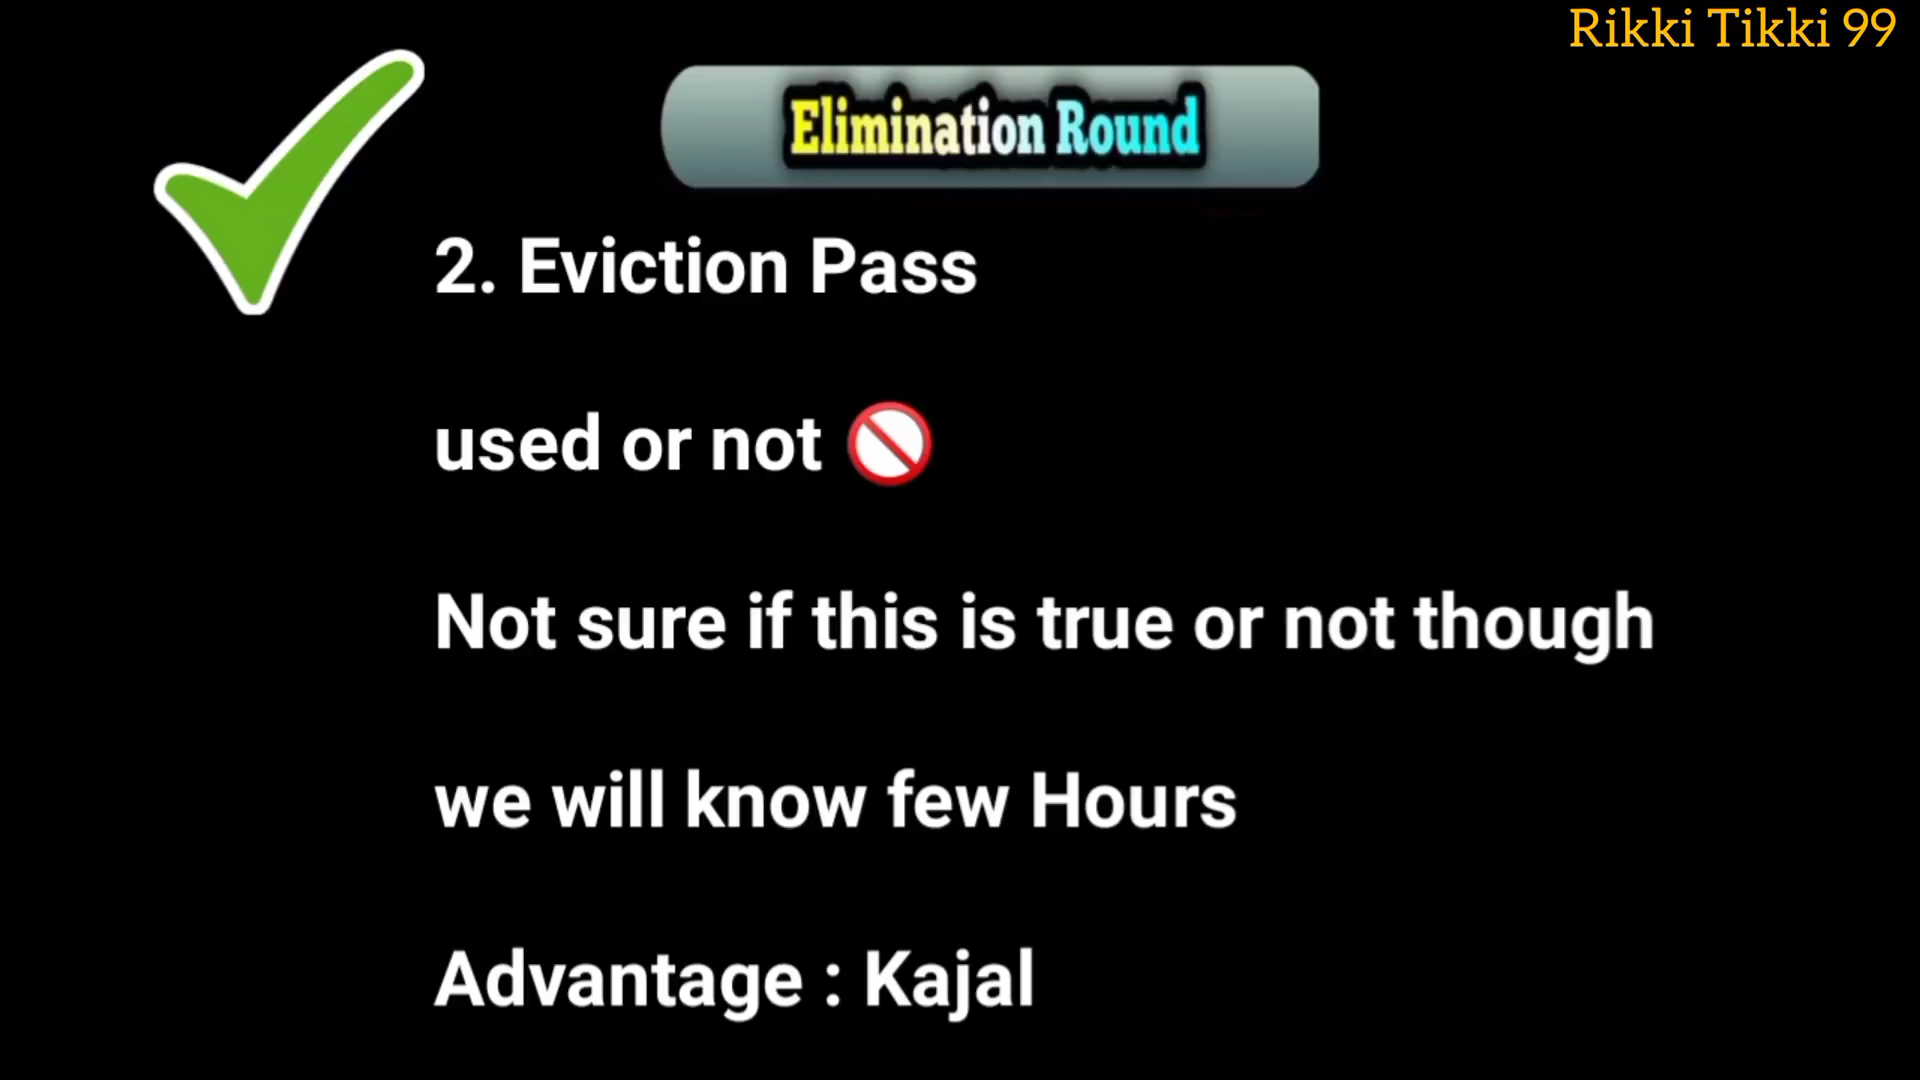 Rikki Tikki 99
Elimination Round
2. Eviction Pass
used or not 🚫
Not sure if this is true or not though
we will know few Hours
Advantage : Kajal